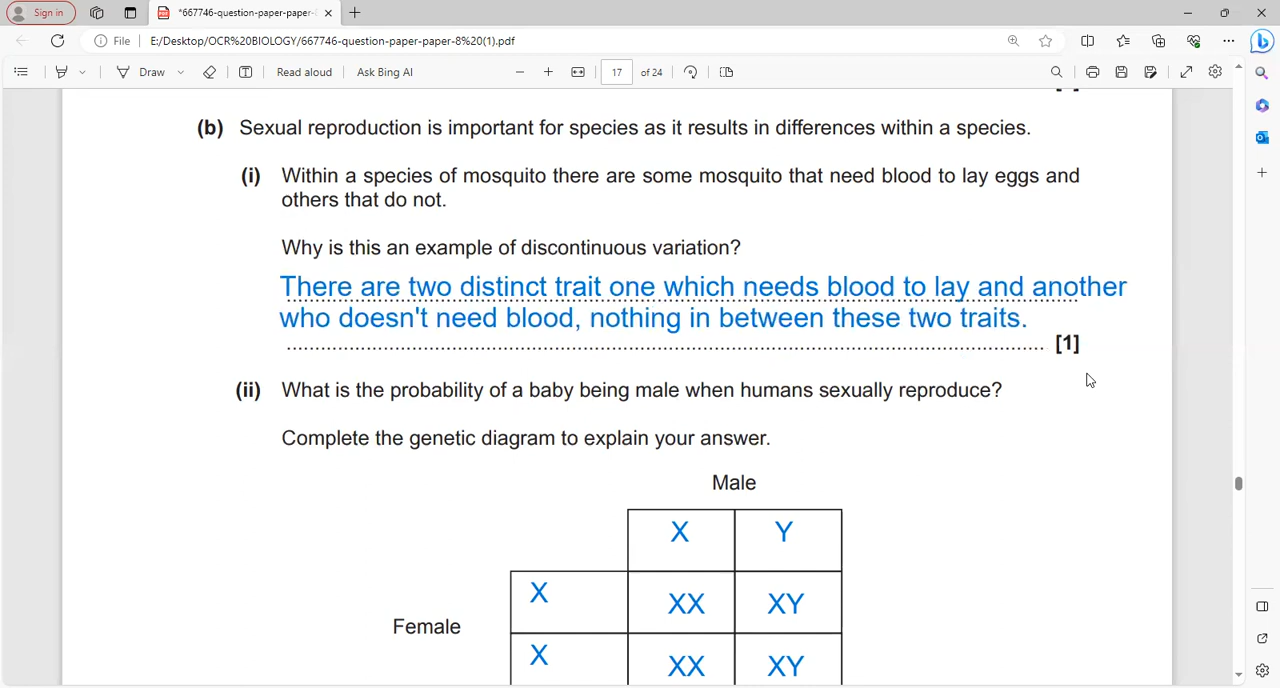 Sign in
*667746-question-paper-paper-
File
E:/Desktop/OCR%20BIOLOGY/667746-question-paper-paper-8%20(1).pdf
Draw
Read aloud
Ask Bing AI
17
of 24
(b) Sexual reproduction is important for species as it results in differences within a species.
(i) Within a species of mosquito there are some mosquito that need blood to lay eggs and
others that do not.
Why is this an example of discontinuous variation?
There are two distinct trait one which needs blood to lay and another
who doesn't need blood, nothing in between these two traits.
[1]
(ii) What is the probability of a baby being male when humans sexually reproduce?
Complete the genetic diagram to explain your answer.
Male
X Y
X XX XY
Female
X XX XY